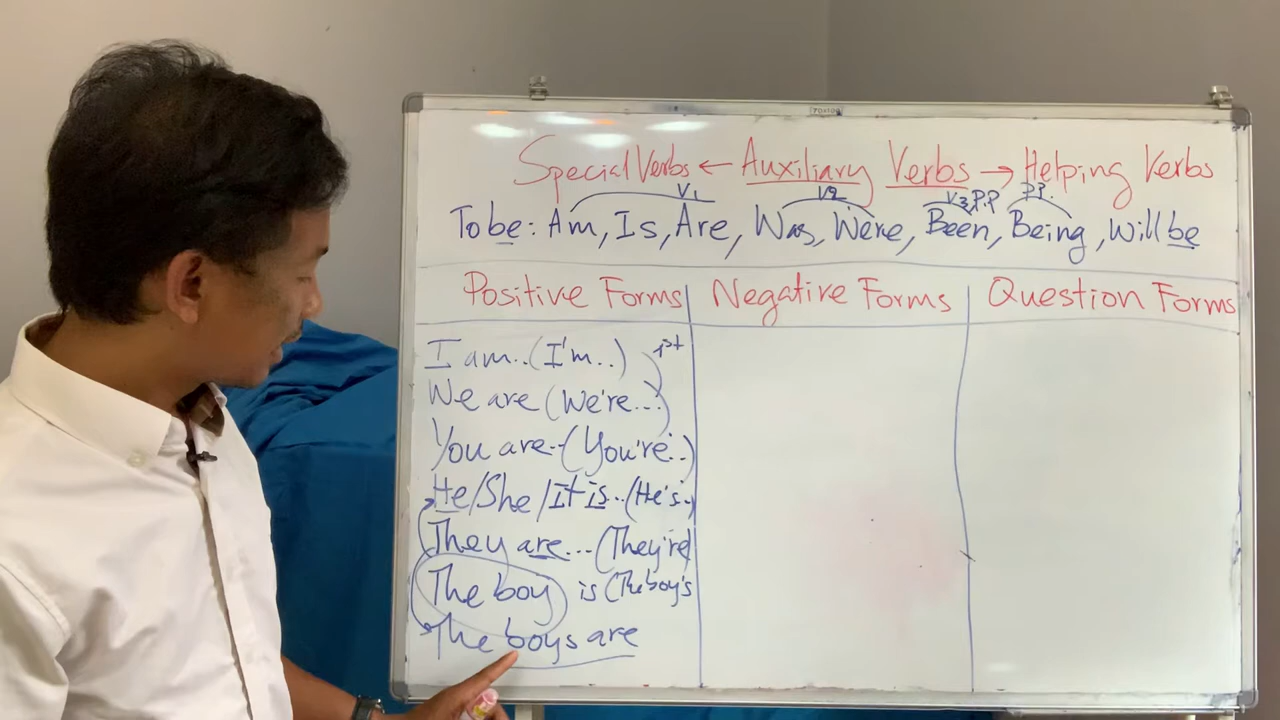 Special Verbs ← Auxiliary Verbs → Helping Verbs
V1 V2 V3, P.P P.P.
To be: Am, Is, Are, Was, Were, Been, Being, Will be
Positive Forms Negative Forms Question Forms
I am..(I'm..) 1st
We are (We're...)
You are..(You're..)
He/She/It is..(He's..)
They are...(They're)
The boy is (The boy's
The boys are